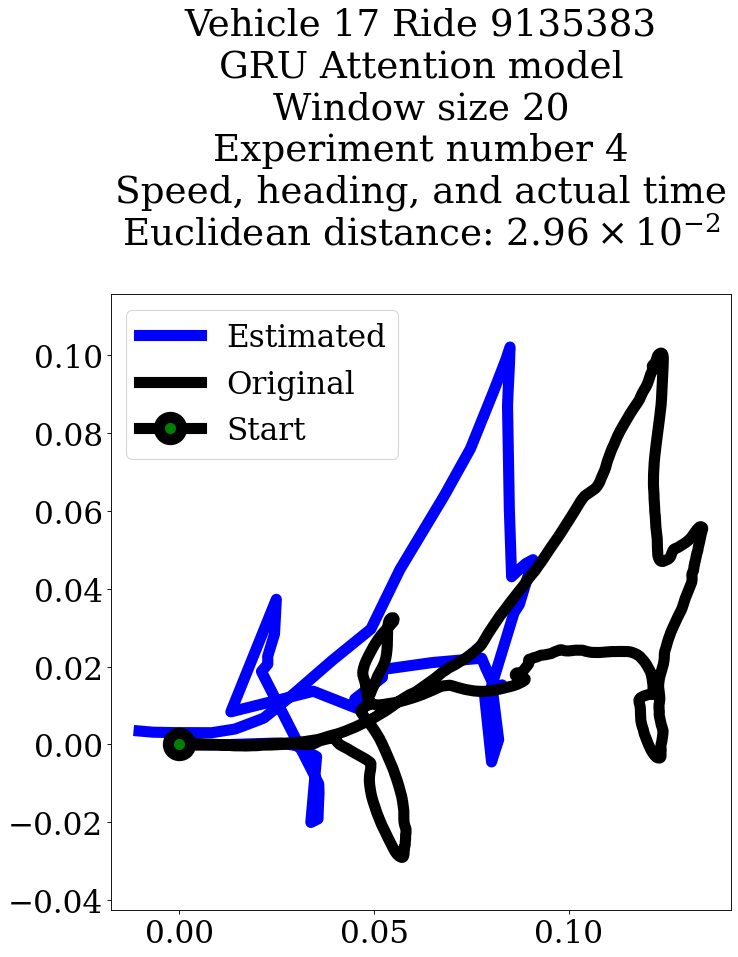 Vehicle 17 Ride 9135383
GRU Attention model
Window size 20
Experiment number 4
Speed, heading, and actual time
Euclidean distance: 2.96 × 10⁻²
Estimated
Original
Start
0.10
0.08
0.06
0.04
0.02
0.00
−0.02
−0.04
0.00 0.05 0.10